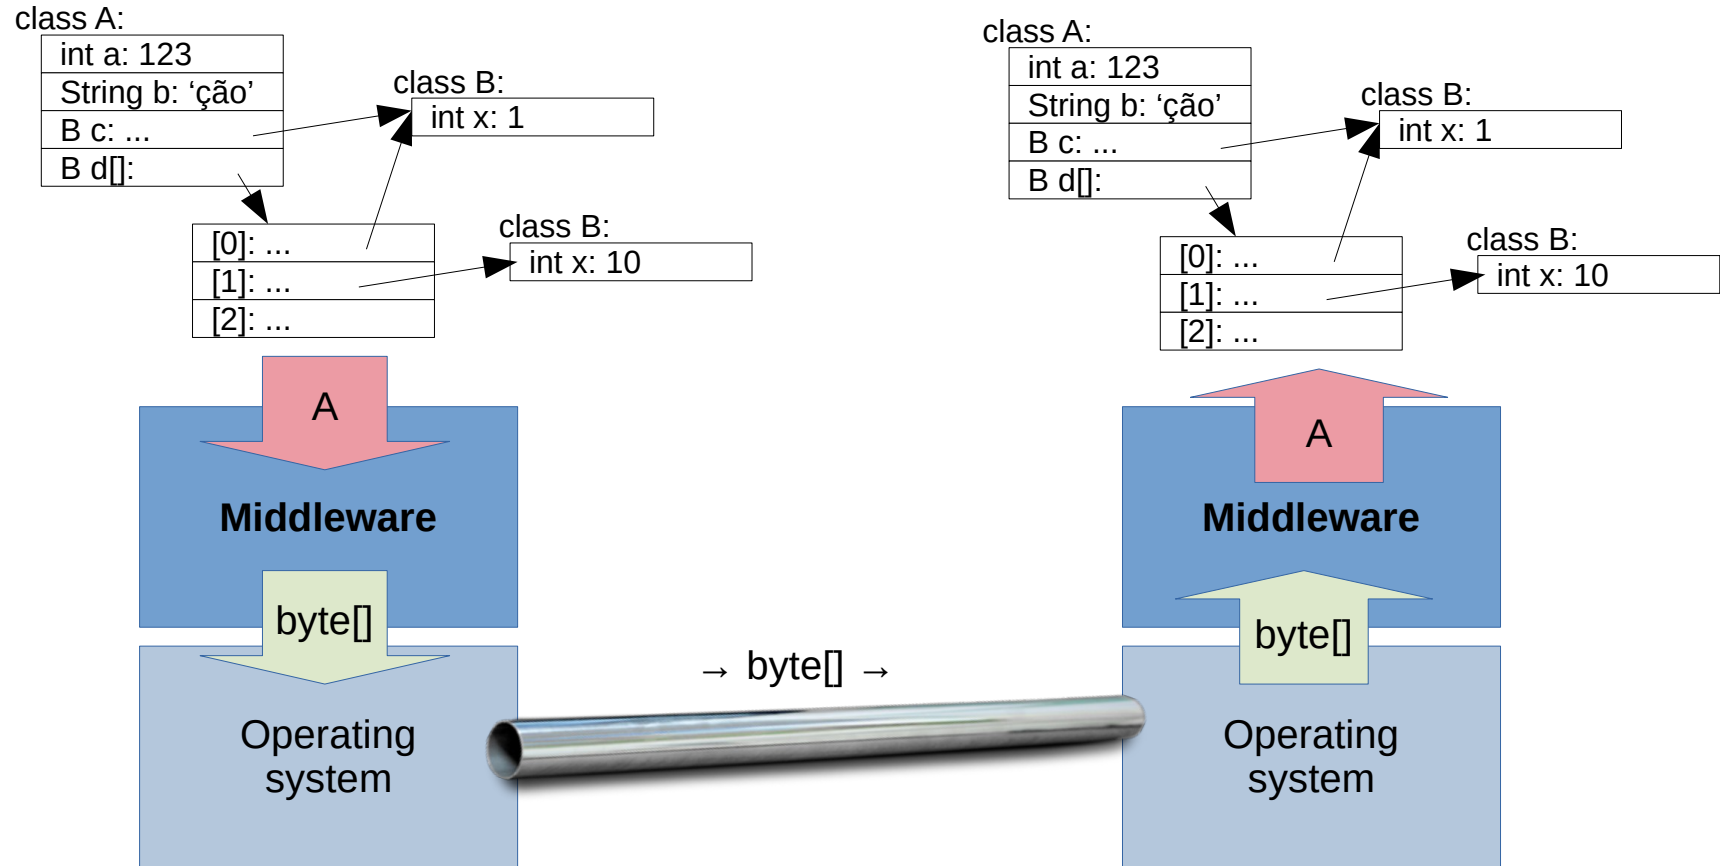 class A:
int a: 123
String b: ‘ção’
B c: ...
B d[]:
class B:
int x: 1
[0]: ...
[1]: ...
[2]: ...
class B:
int x: 10
A
Middleware
byte[]
Operating
system
→ byte[] →
class A:
int a: 123
String b: ‘ção’
B c: ...
B d[]:
class B:
int x: 1
[0]: ...
[1]: ...
[2]: ...
class B:
int x: 10
A
Middleware
byte[]
Operating
system